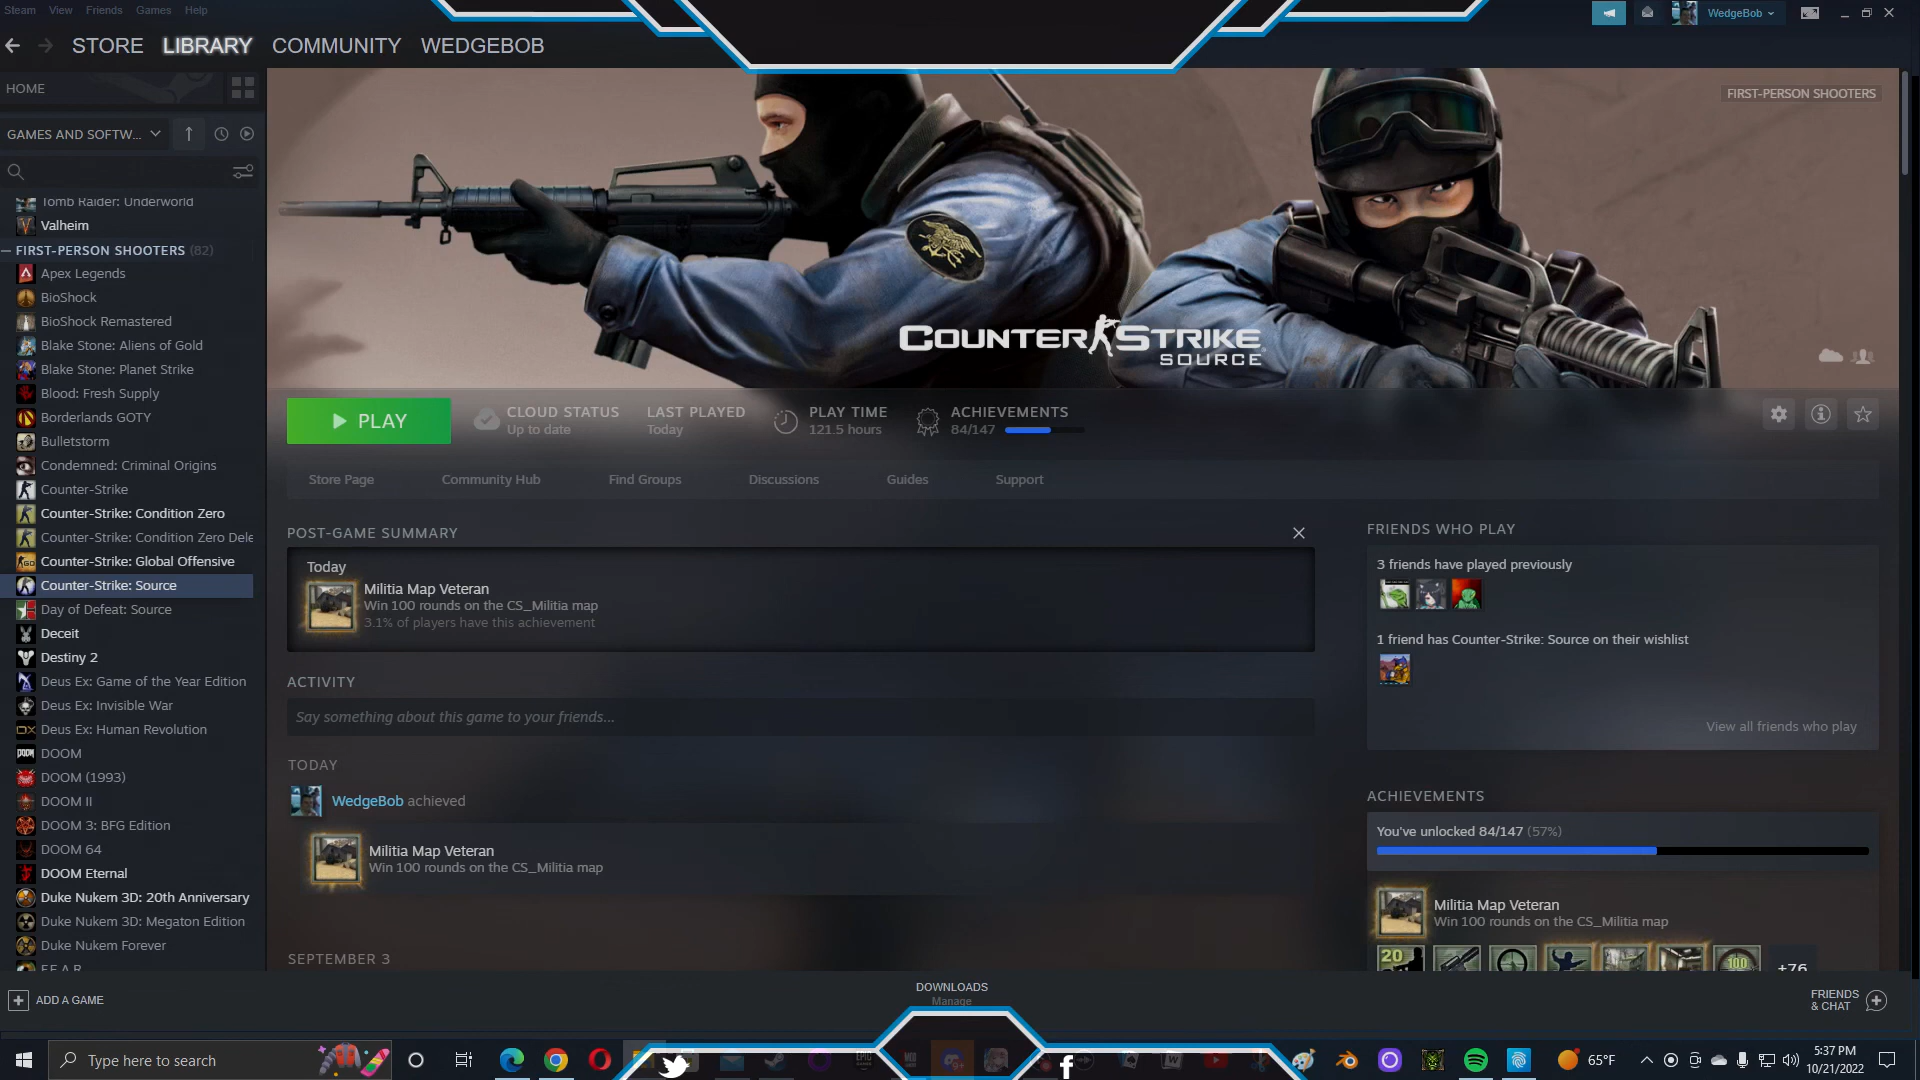 Steam View Friends Games Help
WedgeBob
STORE LIBRARY COMMUNITY WEDGEBOB
HOME
GAMES AND SOFTW...
Tomb Raider: Underworld
Valheim
FIRST-PERSON SHOOTERS (82)
Apex Legends
BioShock
BioShock Remastered
Blake Stone: Aliens of Gold
Blake Stone: Planet Strike
Blood: Fresh Supply
Borderlands GOTY
Bulletstorm
Condemned: Criminal Origins
Counter-Strike
Counter-Strike: Condition Zero
Counter-Strike: Condition Zero Dele
Counter-Strike: Global Offensive
Counter-Strike: Source
Day of Defeat: Source
Deceit
Destiny 2
Deus Ex: Game of the Year Edition
Deus Ex: Invisible War
Deus Ex: Human Revolution
DOOM
DOOM (1993)
DOOM II
DOOM 3: BFG Edition
DOOM 64
DOOM Eternal
Duke Nukem 3D: 20th Anniversary
Duke Nukem 3D: Megaton Edition
Duke Nukem Forever
F.E.A.R.
ADD A GAME
FIRST-PERSON SHOOTERS
COUNTER STRIKE
SOURCE
PLAY
CLOUD STATUS
Up to date
LAST PLAYED
Today
PLAY TIME
121.5 hours
ACHIEVEMENTS
84/147
Store Page Community Hub Find Groups Discussions Guides Support
POST-GAME SUMMARY
Today
Militia Map Veteran
Win 100 rounds on the CS_Militia map
3.1% of players have this achievement
ACTIVITY
Say something about this game to your friends...
TODAY
WedgeBob achieved
Militia Map Veteran
Win 100 rounds on the CS_Militia map
SEPTEMBER 3
FRIENDS WHO PLAY
3 friends have played previously
1 friend has Counter-Strike: Source on their wishlist
View all friends who play
ACHIEVEMENTS
You've unlocked 84/147 (57%)
Militia Map Veteran
Win 100 rounds on the CS_Militia map
20
100
+76
DOWNLOADS
Manage
FRIENDS
& CHAT
Type here to search
65°F
5:37 PM
10/21/2022